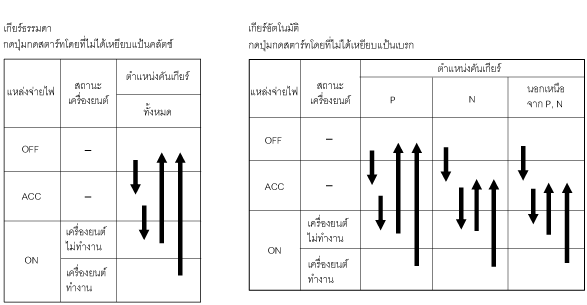 เกียร์ธรรมดา
กดปุ่มกดสตาร์ทโดยที่ไม่ได้เหยียบแป้นคลัตช์
แหล่งจ่ายไฟ
สถานะ
เครื่องยนต์
ตำแหน่งคันเกียร์
ทั้งหมด
OFF
–
ACC
–
ON
เครื่องยนต์
ไม่ทำงาน
เครื่องยนต์
ทำงาน
เกียร์อัตโนมัติ
กดปุ่มกดสตาร์ทโดยที่ไม่ได้เหยียบแป้นเบรก
แหล่งจ่ายไฟ
สถานะ
เครื่องยนต์
ตำแหน่งคันเกียร์
P
N
นอกเหนือ
จาก P, N
OFF
–
ACC
–
ON
เครื่องยนต์
ไม่ทำงาน
เครื่องยนต์
ทำงาน